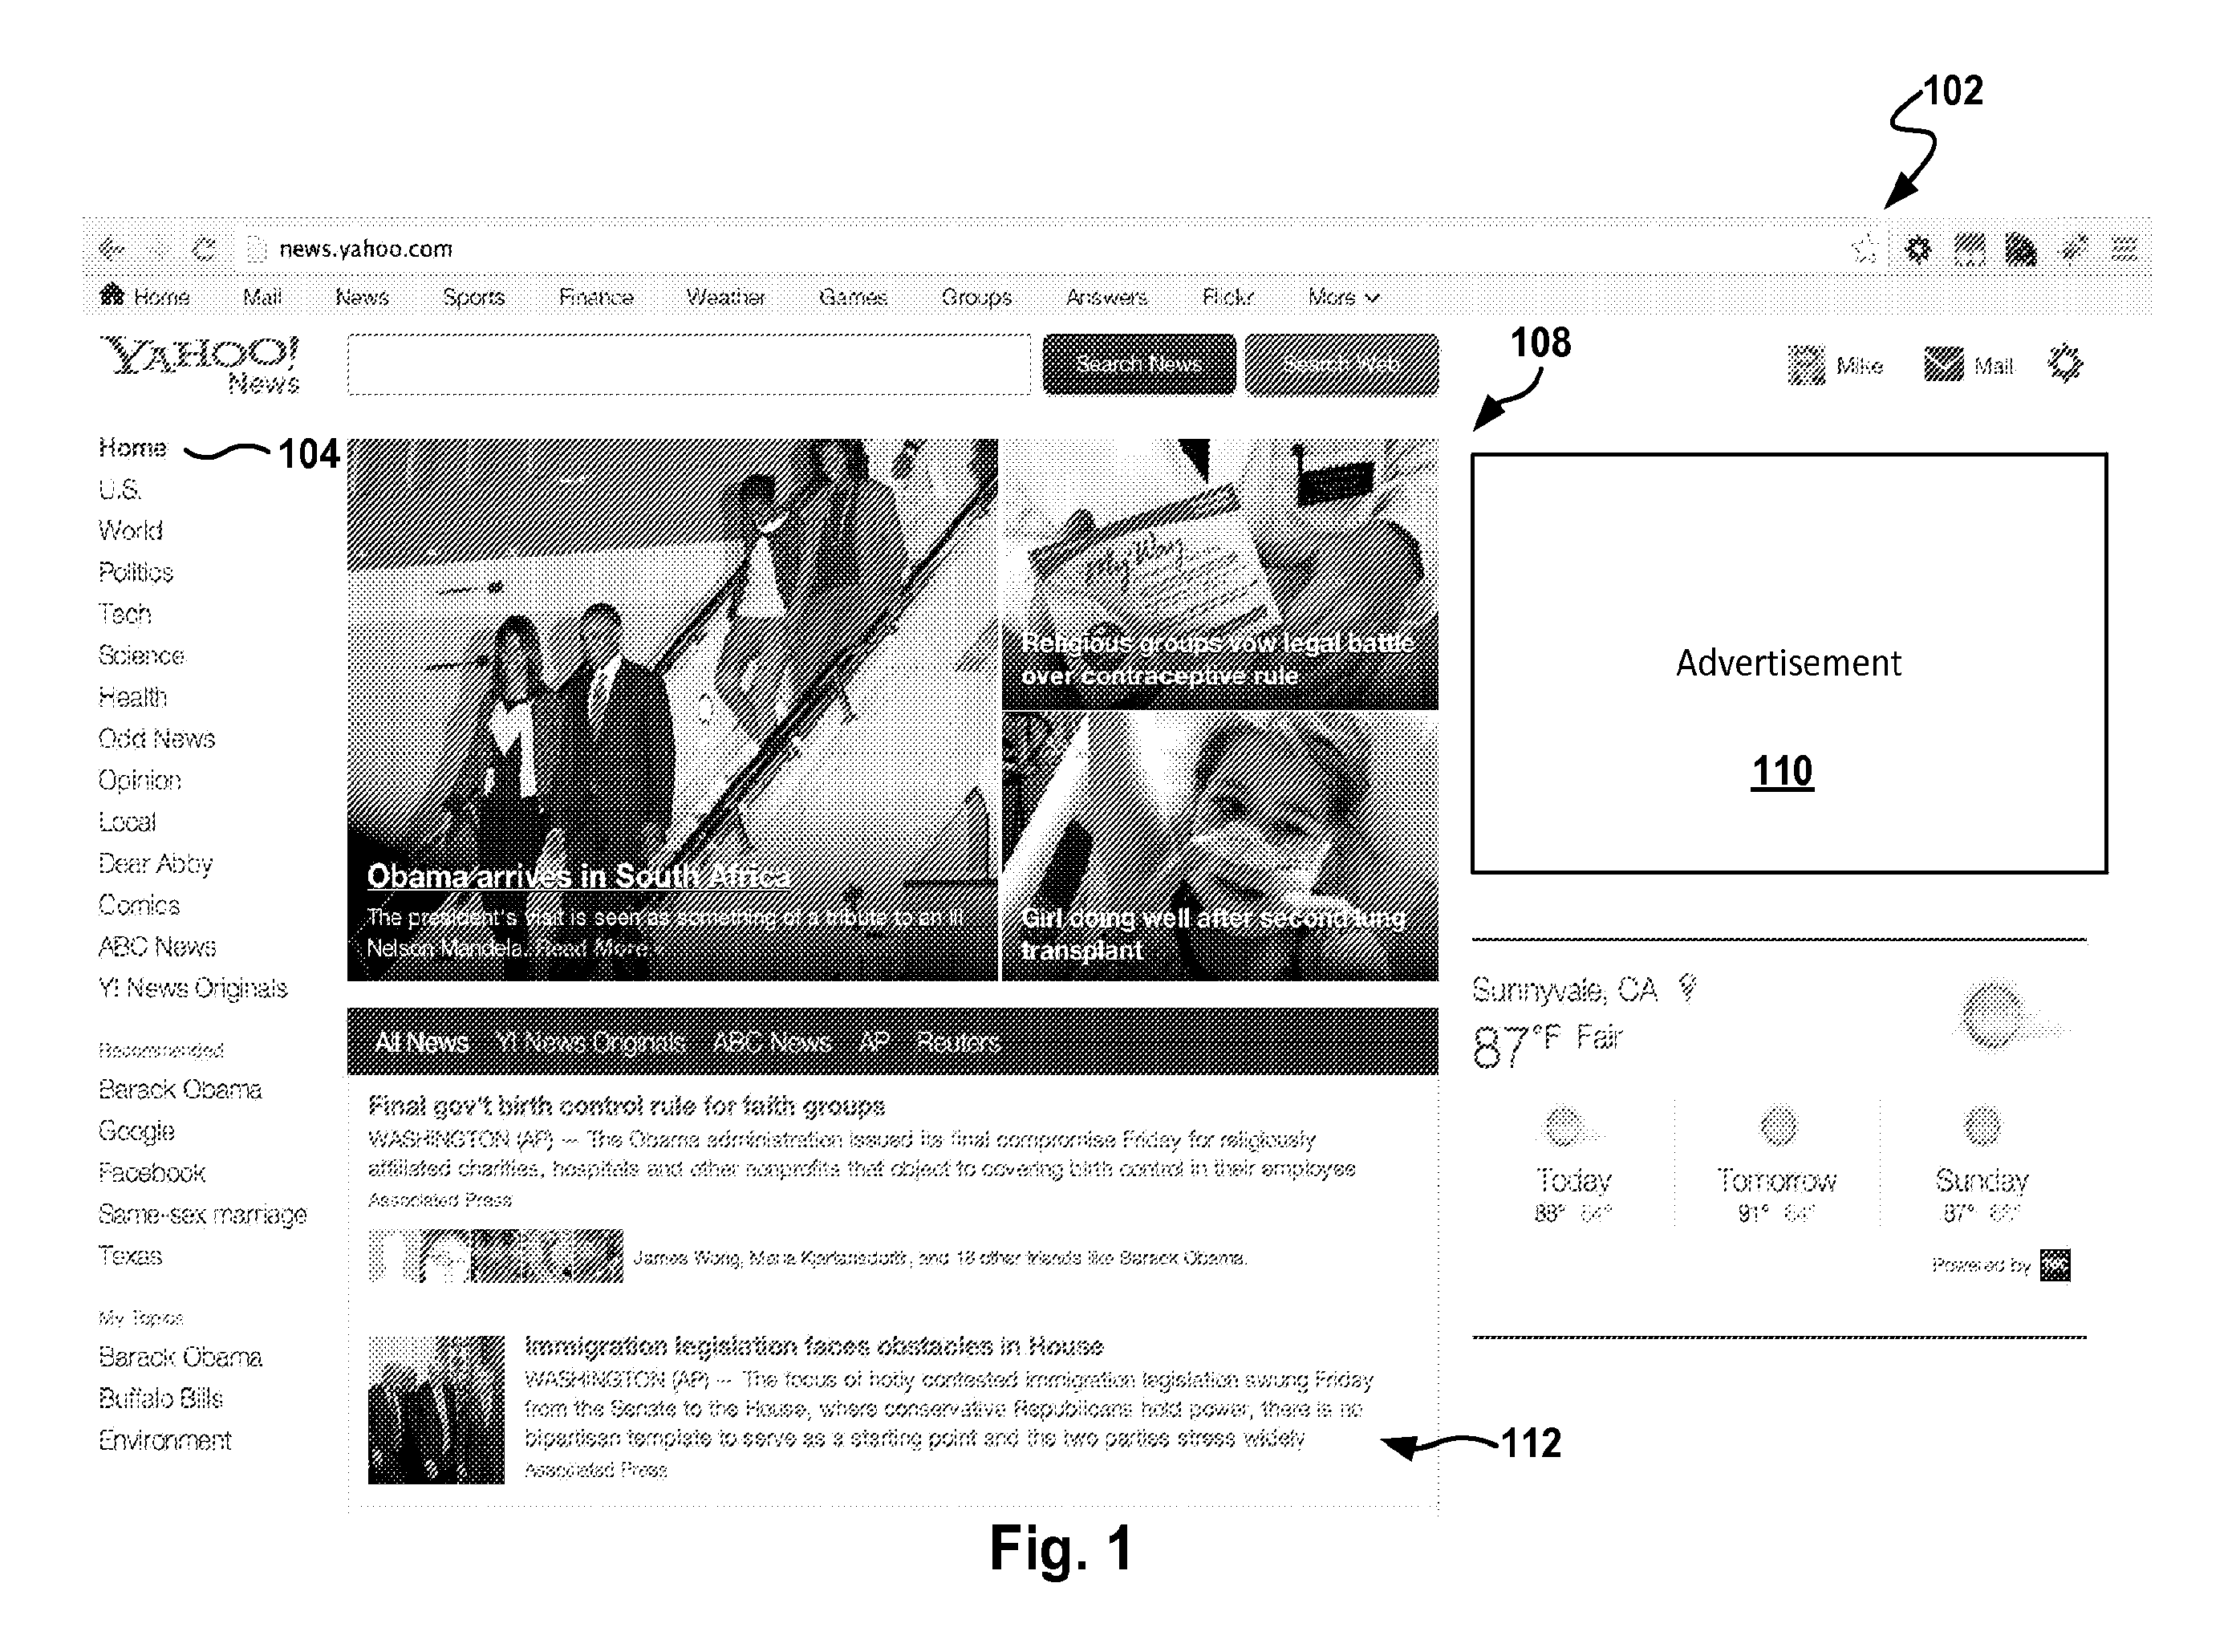 102
news.yahoo.com
Home Mail News Sports Finance Weather Games Groups Answers Flickr More
YAHOO!
News
Search News Search Web
108
Mike Mail
Home
104
U.S.
World
Politics
Tech
Science
Health
Odd News
Opinion
Local
Dear Abby
Comics
ABC News
Y! News Originals
Recommended
Barack Obama
Google
Facebook
Same-sex marriage
Texas
My Topics
Barack Obama
Buffalo Bills
Environment
Obama arrives in South Africa
The president's visit is seen as something of a tribute to an ill
Nelson Mandela. Read More
Religious groups vow legal battle
over contraceptive rule
Girl doing well after second lung
transplant
All News Y! News Originals ABC News AP Reuters
Final gov't birth control rule for faith groups
WASHINGTON (AP) -- The Obama administration issued its final compromise Friday for religiously
affiliated charities, hospitals and other nonprofits that object to covering birth control in their employee
Associated Press
James Wong, Maria and 18 other friends like Barack Obama.
Immigration legislation faces obstacles in House
WASHINGTON (AP) -- The focus of hotly contested immigration legislation swung Friday
from the Senate to the House, where conservative Republicans hold power, there is no
bipartisan template to serve as a starting point and the two parties stress widely
Associated Press
112
Advertisement
110
Sunnyvale, CA
87°F Fair
Today Tomorrow Sunday
88° 64° 91° 64° 87°
Powered by
Fig. 1